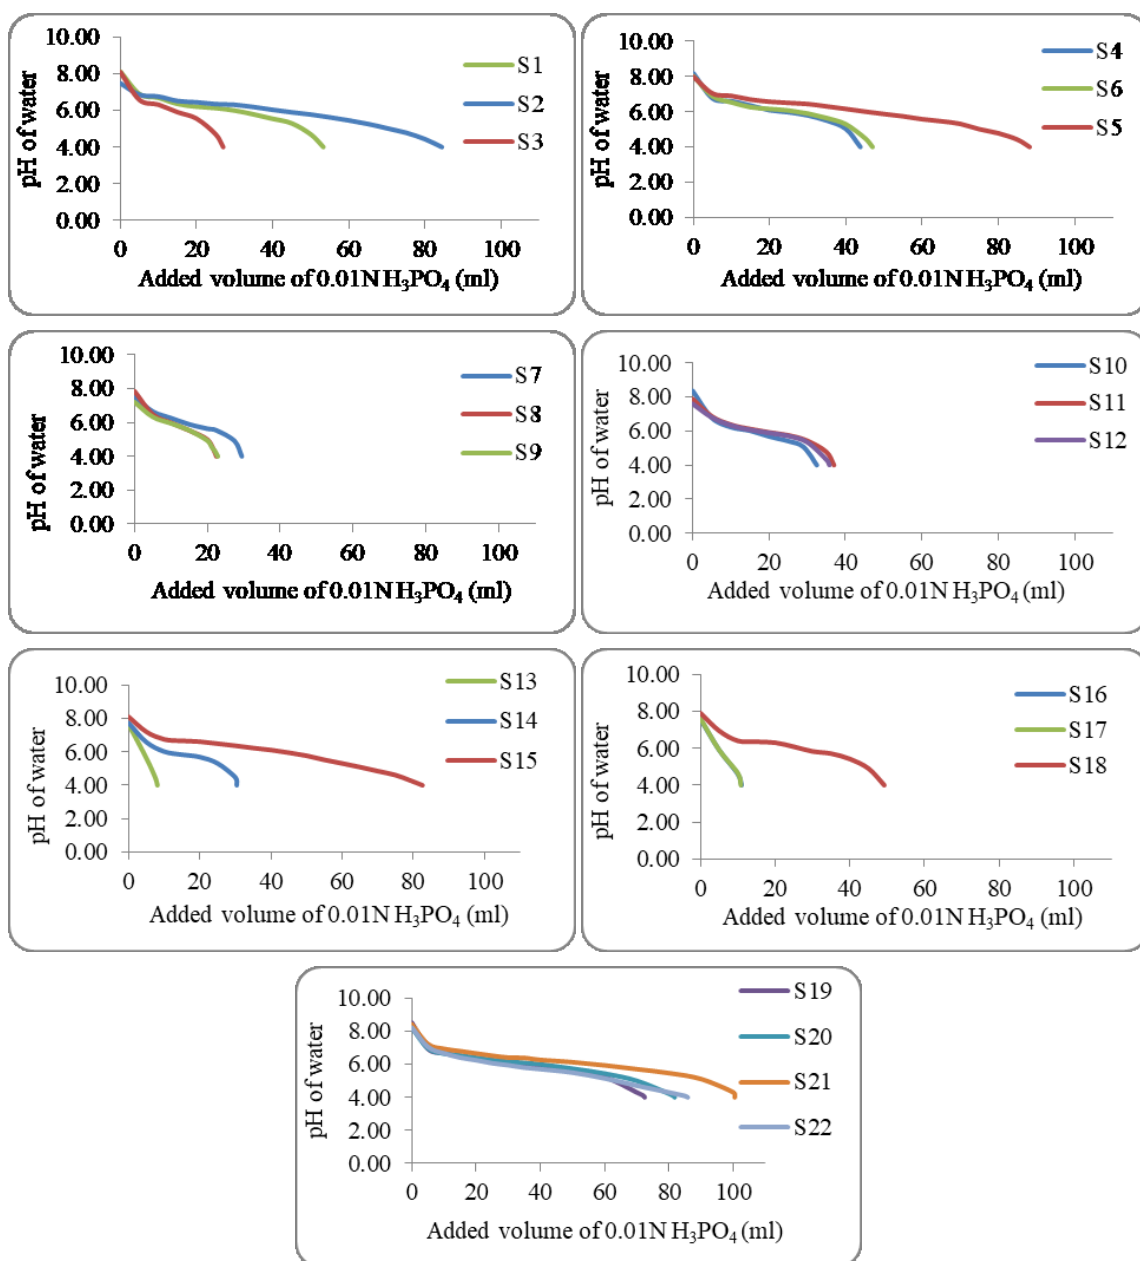 10.00
8.00
6.00
4.00
2.00
0.00
pH of water
S1
S2
S3
0 20 40 60 80 100
Added volume of 0.01N H₃PO₄ (ml)
10.00
8.00
6.00
4.00
2.00
0.00
pH of water
S4
S6
S5
0 20 40 60 80 100
Added volume of 0.01N H₃PO₄ (ml)
10.00
8.00
6.00
4.00
2.00
0.00
pH of water
S7
S8
S9
0 20 40 60 80 100
Added volume of 0.01N H₃PO₄ (ml)
10.00
8.00
6.00
4.00
2.00
0.00
pH of water
S10
S11
S12
0 20 40 60 80 100
Added volume of 0.01N H₃PO₄ (ml)
10.00
8.00
6.00
4.00
2.00
0.00
pH of water
S13
S14
S15
0 20 40 60 80 100
Added volume of 0.01N H₃PO₄ (ml)
10.00
8.00
6.00
4.00
2.00
0.00
pH of water
S16
S17
S18
0 20 40 60 80 100
Added volume of 0.01N H₃PO₄ (ml)
10.00
8.00
6.00
4.00
2.00
0.00
pH of water
S19
S20
S21
S22
0 20 40 60 80 100
Added volume of 0.01N H₃PO₄ (ml)